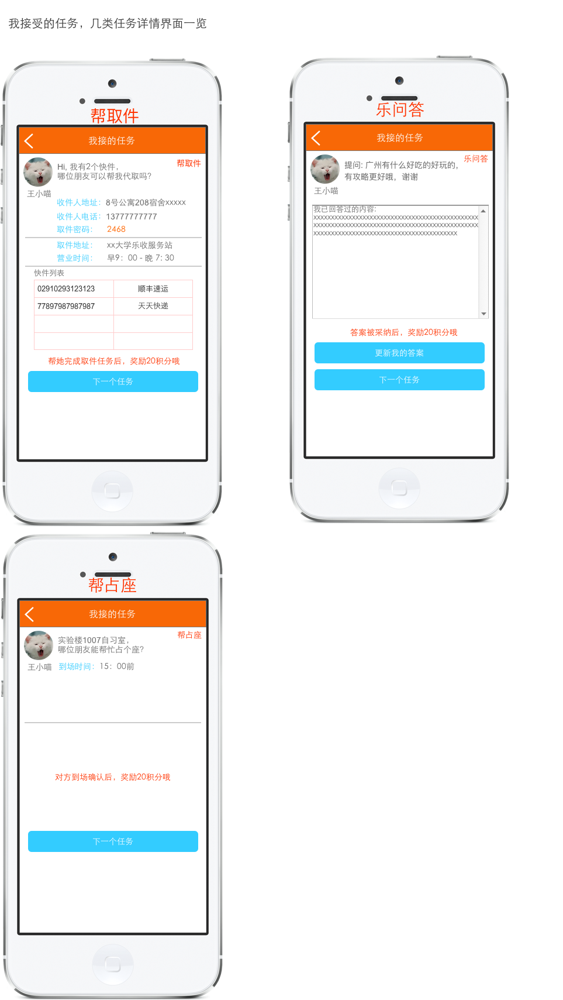 我接受的任务，几类任务详情界面一览
帮取件
我接的任务
帮取件
Hi, 我有2个快件，
哪位朋友可以帮我代取吗?
王小喵
收件人地址： 8号公寓208宿舍xxxxx
收件人电话： 13777777777
取件密码： 2468
取件地址： xx大学乐收服务站
营业时间： 早9：00 - 晚 7: 30
快件列表
02910293123123 顺丰速运
77897987987987 天天快递
帮她完成取件任务后，奖励20积分哦
下一个任务
乐问答
我接的任务
乐问答
提问: 广州有什么好吃的好玩的，
有攻略更好哦，谢谢
王小喵
我已回答过的内容:
xxxxxxxxxxxxxxxxxxxxxxxxxxxxxxxxxxxxxxxxxxxxxxx
xxxxxxxxxxxxxxxxxxxxxxxxxxxxxxxxxxxxxxxxxxxxxxx
xxxxxxxxxxxxxxxxxxxxxxxxxxxxxxxxxxxxxxxxx
答案被采纳后，奖励20积分哦
更新我的答案
下一个任务
帮占座
我接的任务
帮占座
实验楼1007自习室，
哪位朋友能帮忙占个座?
王小喵
到场时间： 15：00前
对方到场确认后，奖励20积分哦
下一个任务